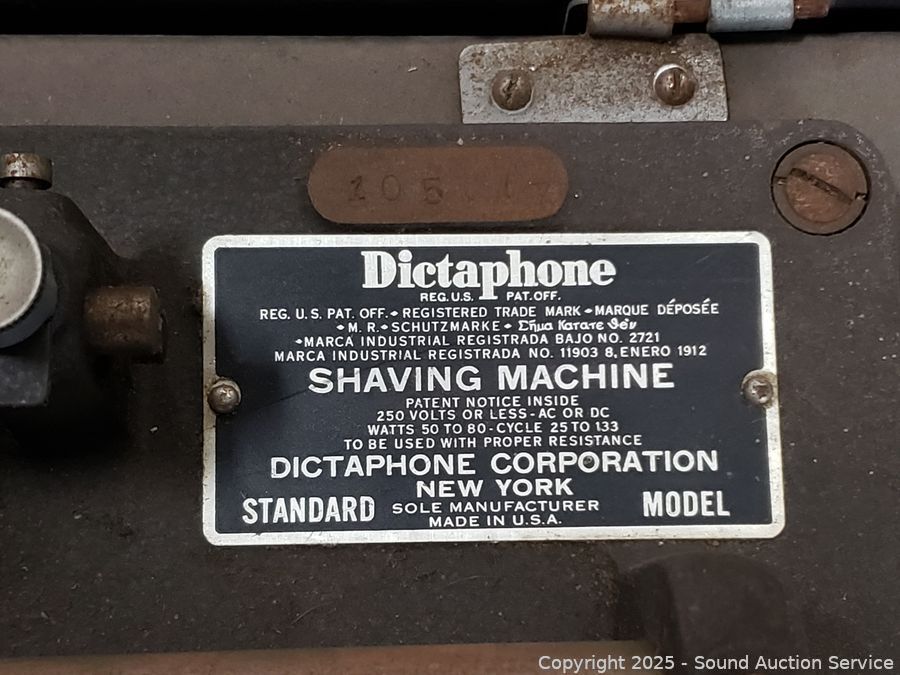 105
Dictaphone
REG. U.S. PAT. OFF.
REG. U.S. PAT. OFF. • REGISTERED TRADE MARK • MARQUE DÉPOSÉE
• M. R. • SCHUTZMARKE • Σῆμα Κατατεθέν
• MARCA INDUSTRIAL REGISTRADA BAJO NO. 2721
MARCA INDUSTRIAL REGISTRADA NO. 11903 8, ENERO 1912
SHAVING MACHINE
PATENT NOTICE INSIDE
250 VOLTS OR LESS - AC OR DC
WATTS 50 TO 80 - CYCLE 25 TO 133
TO BE USED WITH PROPER RESISTANCE
DICTAPHONE CORPORATION
NEW YORK
STANDARD SOLE MANUFACTURER MODEL
MADE IN U.S.A.
Copyright © 2025 - Sound Auction Service